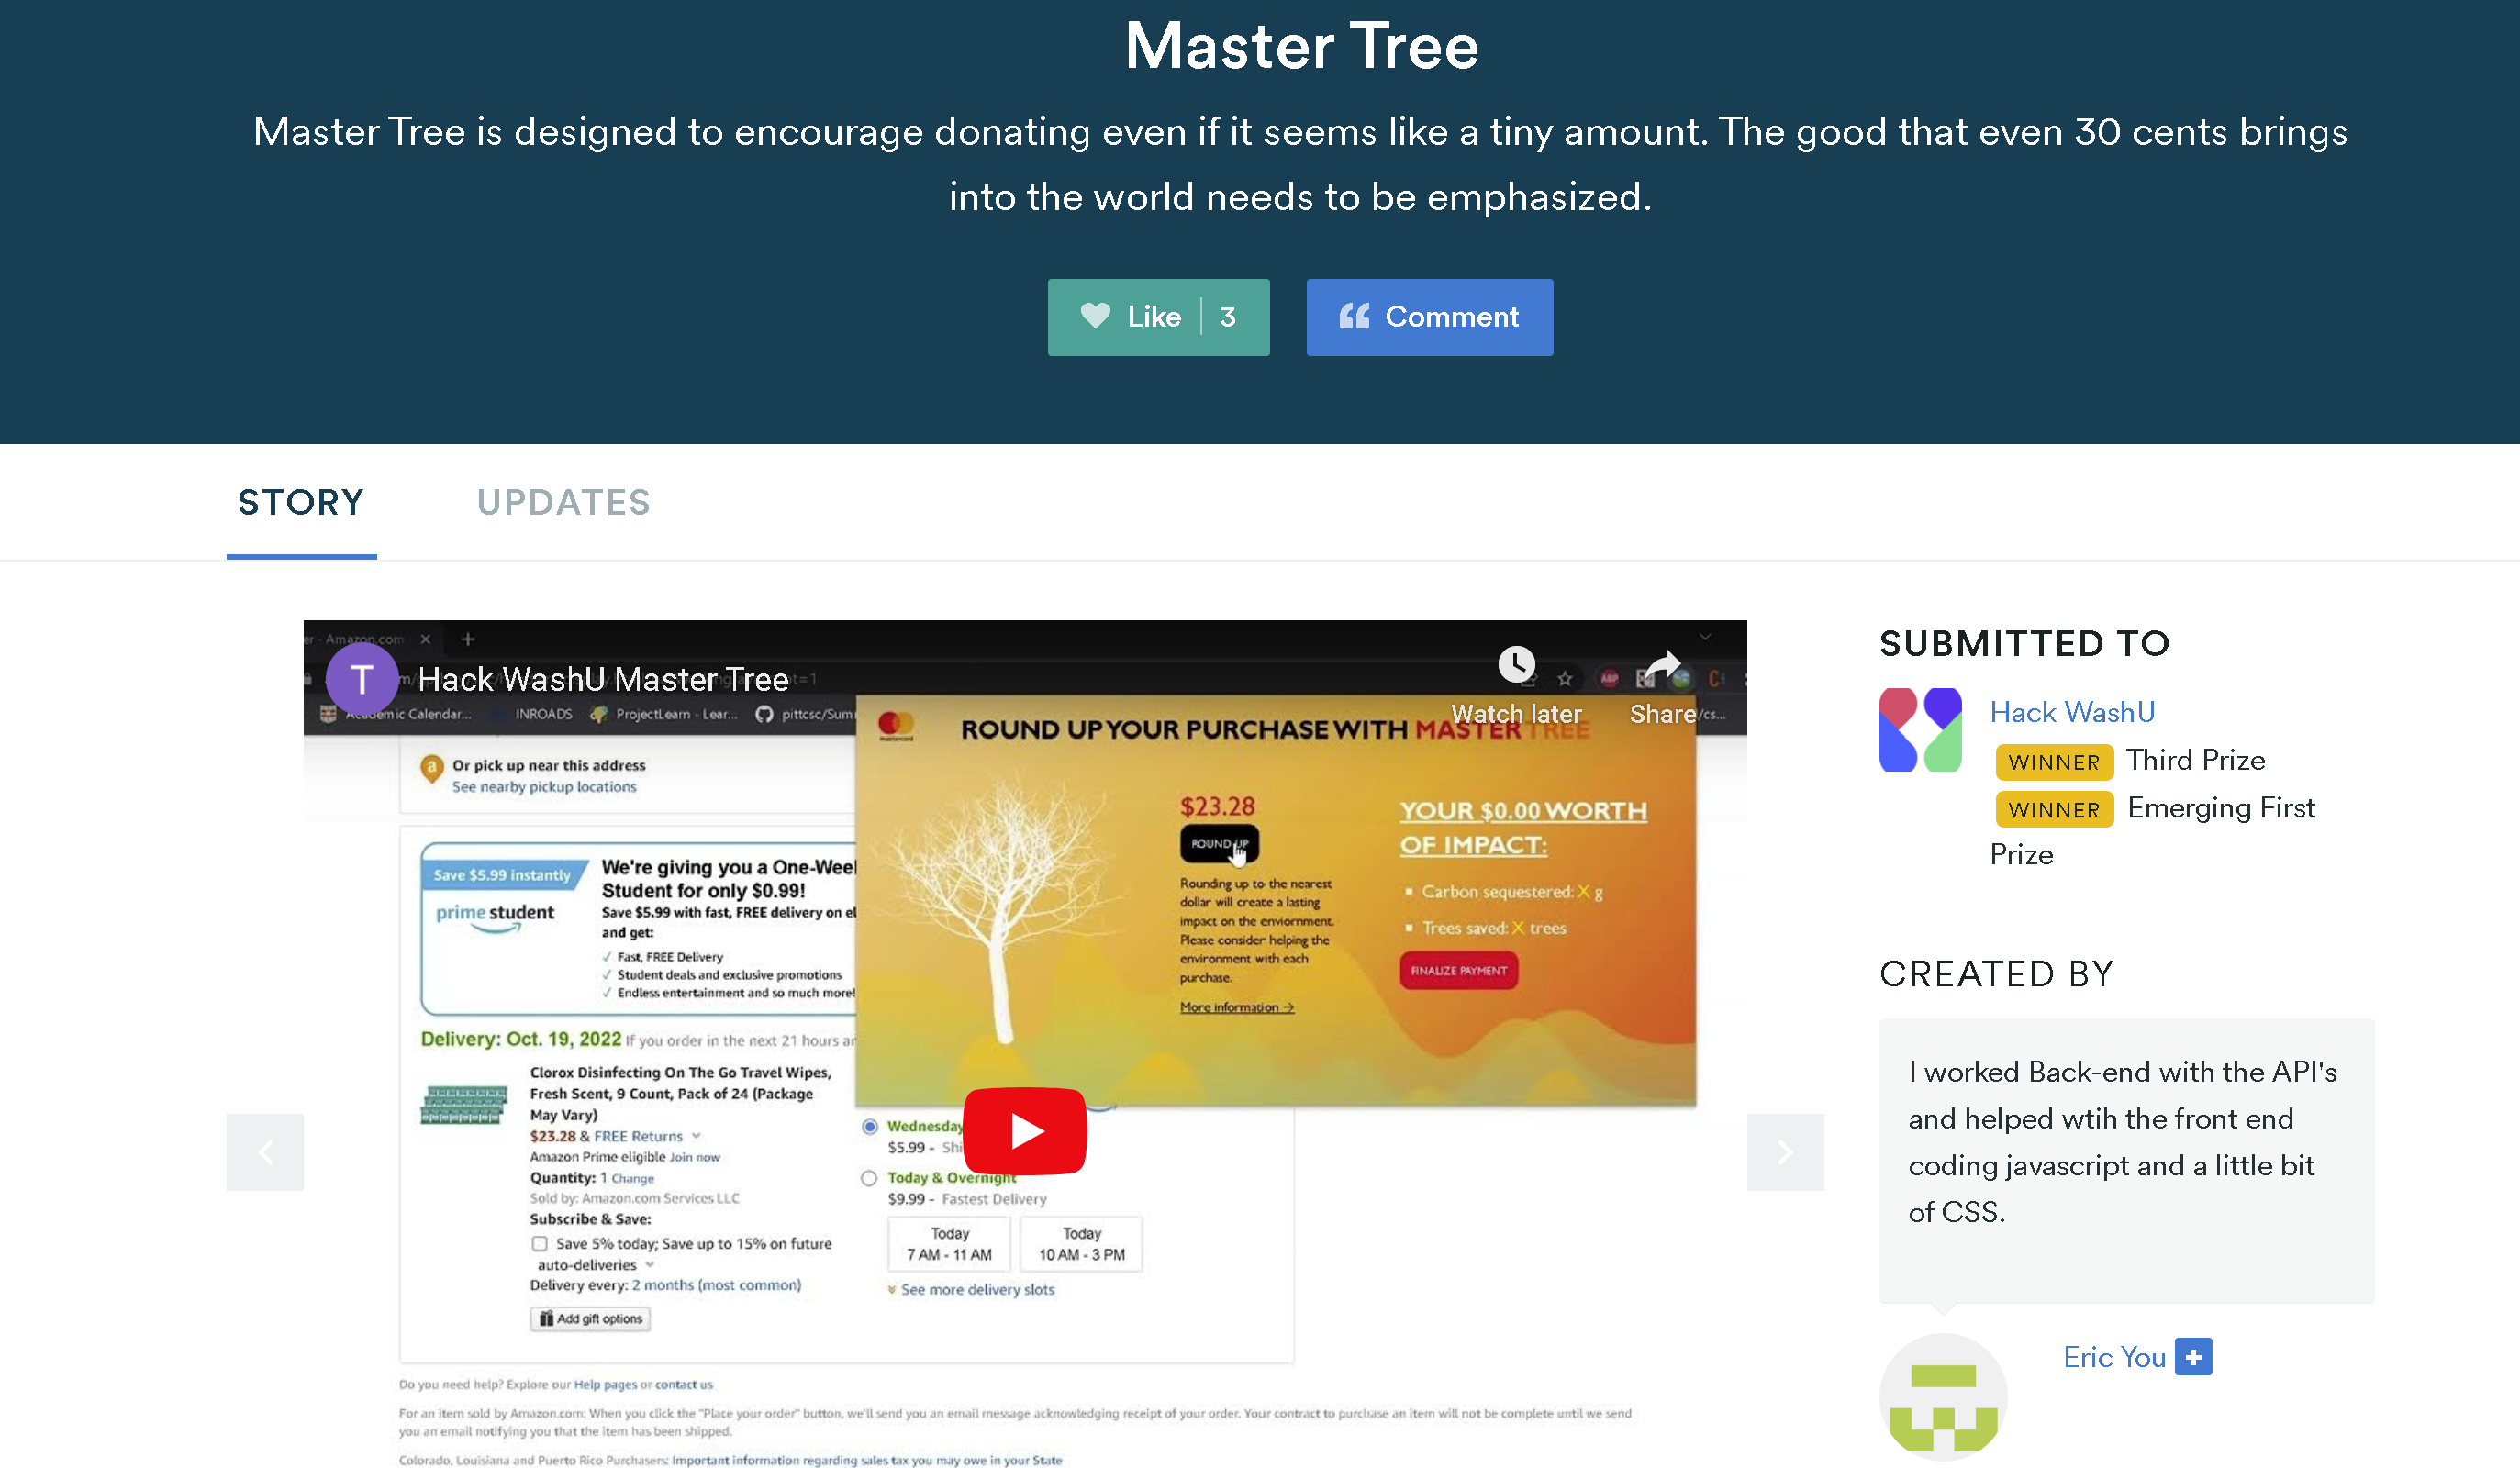 Master Tree
Master Tree is designed to encourage donating even if it seems like a tiny amount. The good that even 30 cents brings
into the world needs to be emphasized.
Like 3
Comment
STORY
UPDATES
Amazon.com
T
Hack WashU Master Tree
Watch later
Share
Calendar...
INROADS
ProjectLearn - Lear...
pittcsc/Sum
ABP
mastercard
ROUND UP YOUR PURCHASE WITH MASTER TREE
Or pick up near this address
See nearby pickup locations
$23.28
ROUND UP
Rounding up to the nearest
dollar will create a lasting
impact on the enviornment.
Please consider helping the
environment with each
purchase.
More information →
YOUR $0.00 WORTH
OF IMPACT:
▪ Carbon sequestered: X g
▪ Trees saved: X trees
FINALIZE PAYMENT
Save $5.99 instantly
prime student
We're giving you a One-Wee
Student for only $0.99!
Save $5.99 with fast, FREE delivery on el
and get:
✓ Fast, FREE Delivery
✓ Student deals and exclusive promotions
✓ Endless entertainment and so much more!
Delivery: Oct. 19, 2022 If you order in the next 21 hours
Clorox Disinfecting On The Go Travel Wipes,
Fresh Scent, 9 Count, Pack of 24 (Package
May Vary)
$23.28 & FREE Returns
Amazon Prime eligible Join now
Quantity: 1 Change
Sold by: Amazon.com Services LLC
Subscribe & Save:
Save 5% today; Save up to 15% on future
auto-deliveries
Delivery every: 2 months (most common)
Add gift options
Wednesday
$5.99 - Shi
Today & Overnight
$9.99 - Fastest Delivery
Today
7 AM - 11 AM
Today
10 AM - 3 PM
See more delivery slots
Do you need help? Explore our Help pages or contact us
For an item sold by Amazon.com: When you click the "Place your order" button, we'll send you an email message acknowledging receipt of your order. Your contract to purchase an item will not be complete until we send
you an email notifying you that the item has been shipped.
Colorado, Louisiana and Puerto Rico Purchasers: Important information regarding sales tax you may owe in your State
SUBMITTED TO
Hack WashU
WINNER Third Prize
WINNER Emerging First
Prize
CREATED BY
I worked Back-end with the API's
and helped wtih the front end
coding javascript and a little bit
of CSS.
Eric You